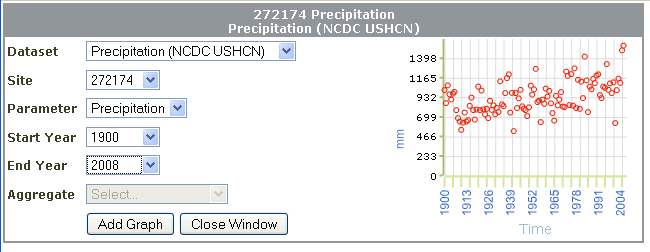 272174 Precipitation
Precipitation (NCDC USHCN)
Dataset Precipitation (NCDC USHCN)
Site 272174
Parameter Precipitation
Start Year 1900
End Year 2008
Aggregate Select...
Add Graph Close Window
1398
1165
932
699
466
233
0
mm
1900 1913 1926 1939 1952 1965 1978 1991 2004
Time